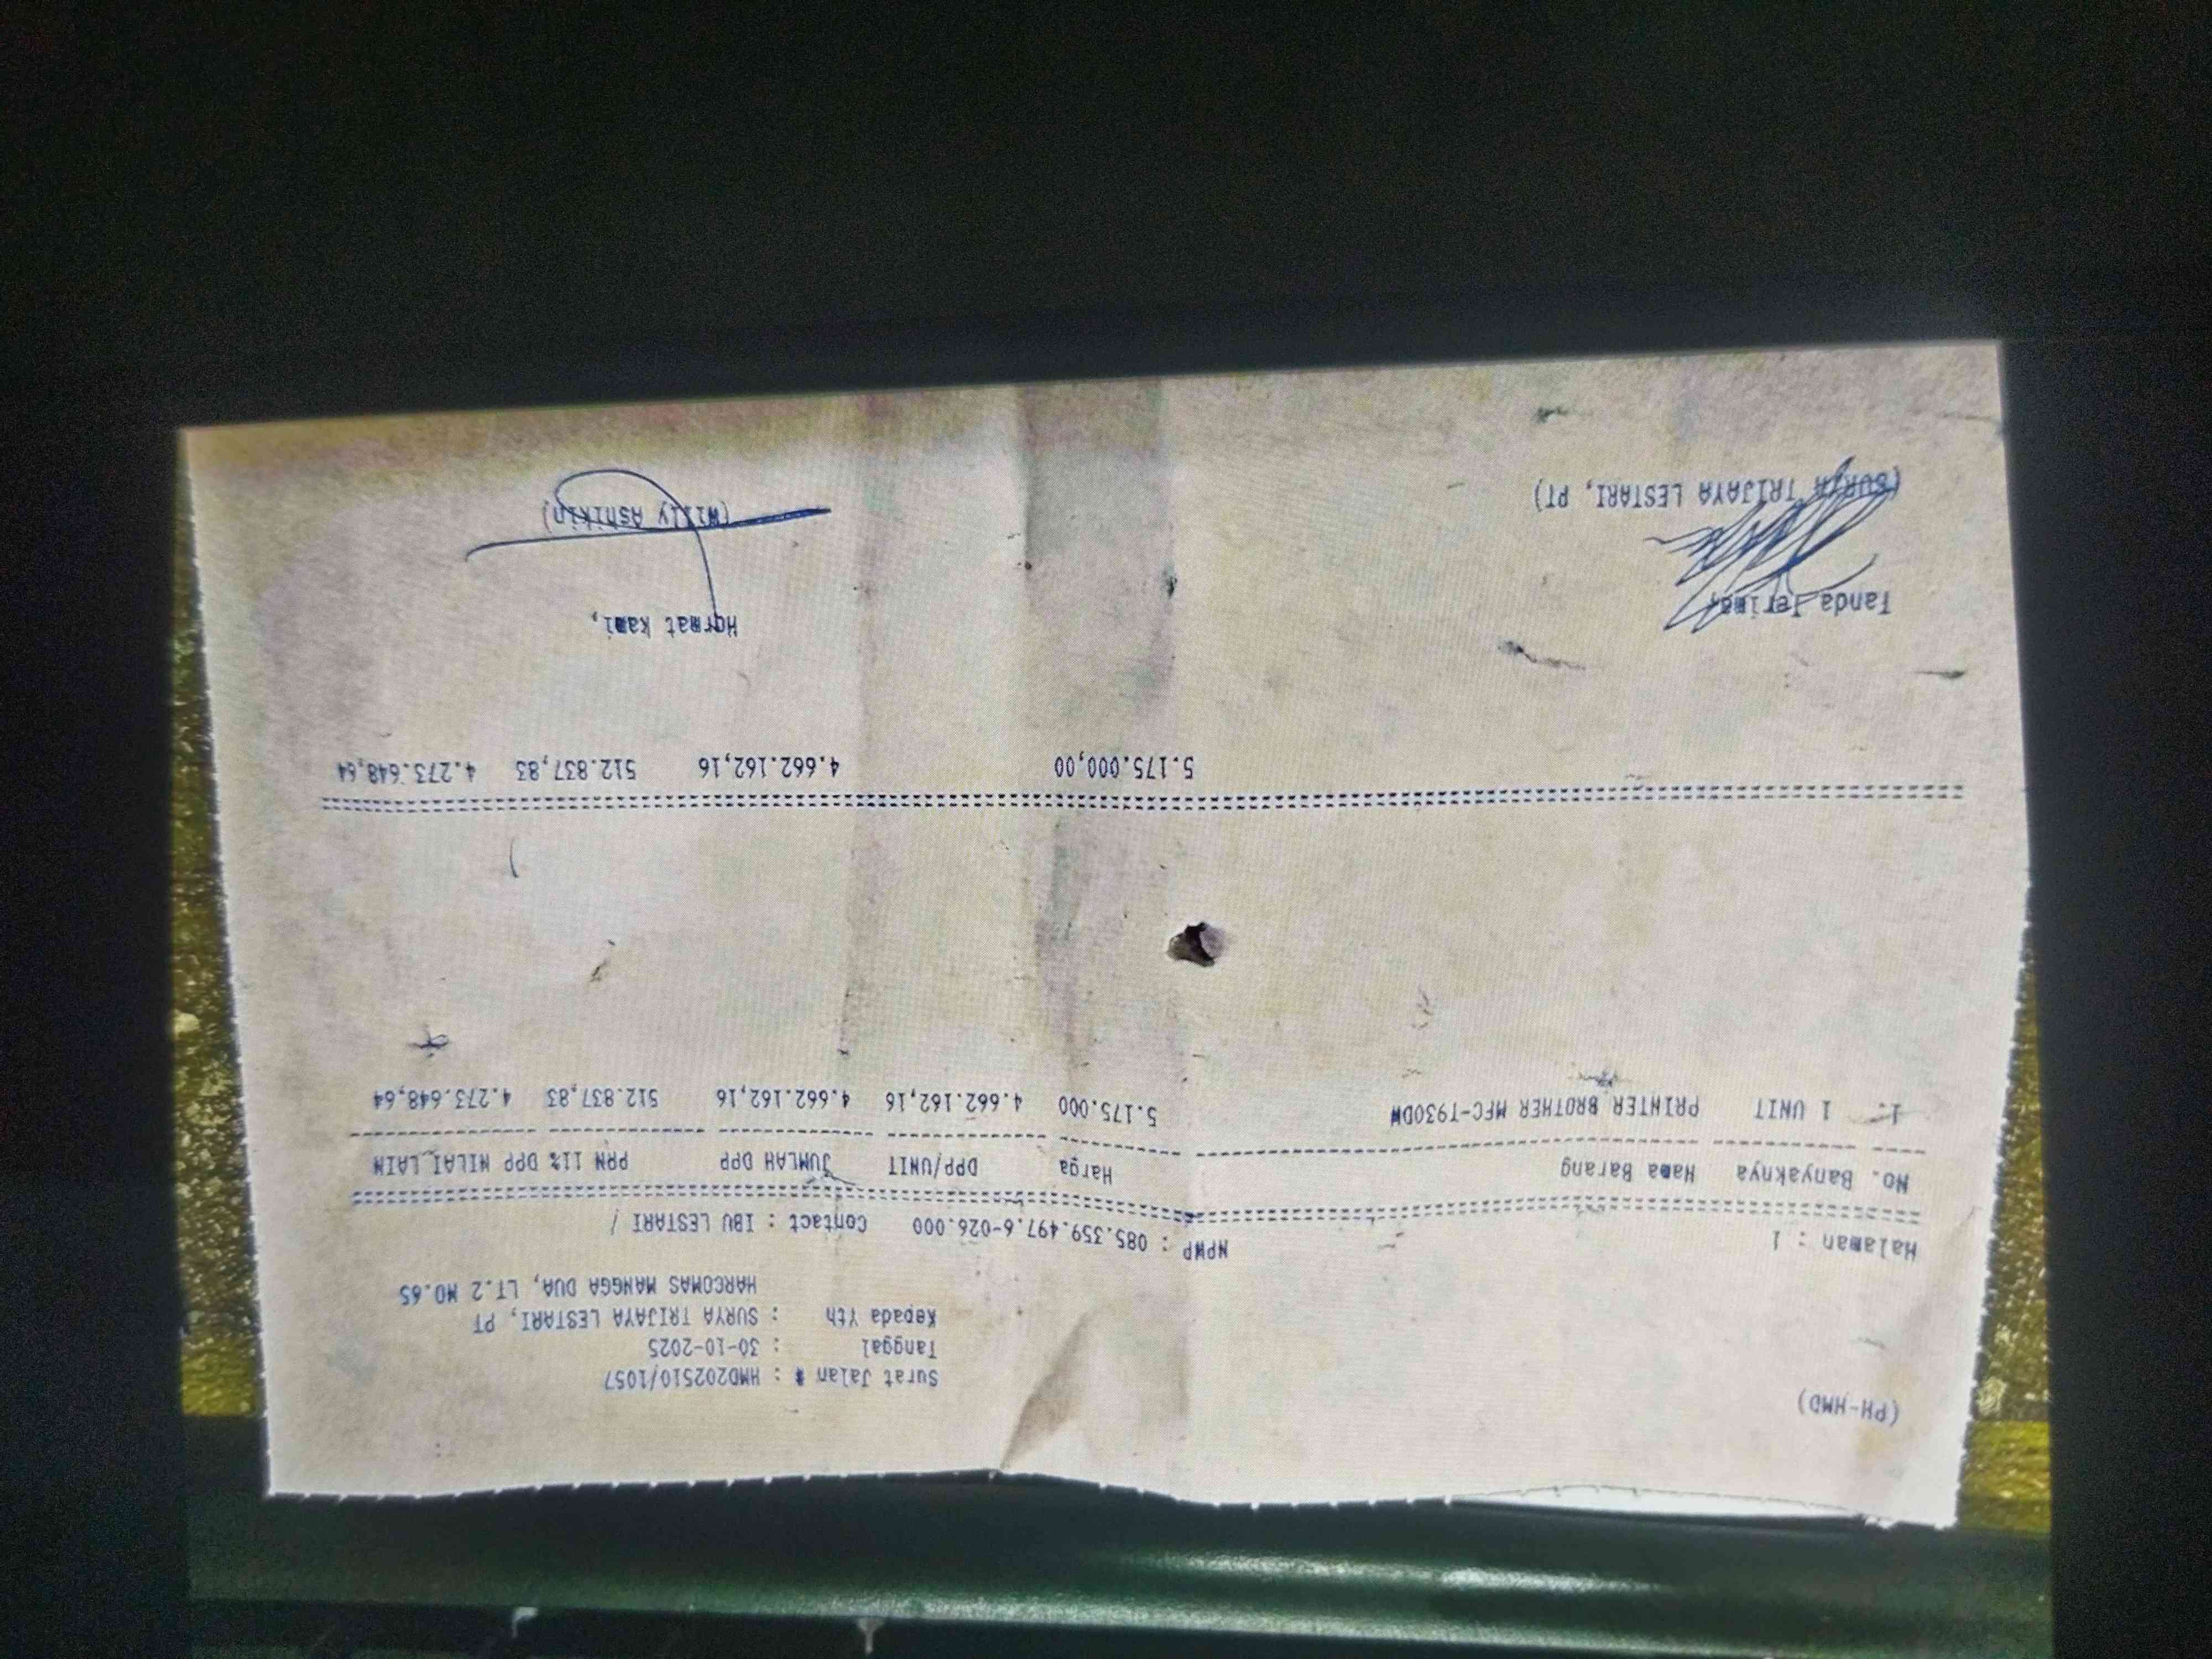 (PH-HMD)
Surat Jalan # : HMD202510/1057
Tanggal : 30-10-2025
Kepada Yth : SURYA TRIJAYA LESTARI, PT
HARCOMAS MANGGA DUA, LT.2 NO.65
Halaman : 1 NPWP : 085.359.497.6-026.000 Contact : IBU LESTARI /
No. Banyaknya Nama Barang Harga DPP/UNIT JUMLAH DPP PPN 11% DPP NILAI LAIN
1. 1 UNIT PRINTER BROTHER MFC-T930DW 5.175.000 4.662.162,16 4.662.162,16 512.837,83 4.273.648,64
5.175.000,00 4.662.162,16 512.837,83 4.273.648,64
Tanda Terima, Hormat kami,
(SURYA TRIJAYA LESTARI, PT) (Willy Ashikin)